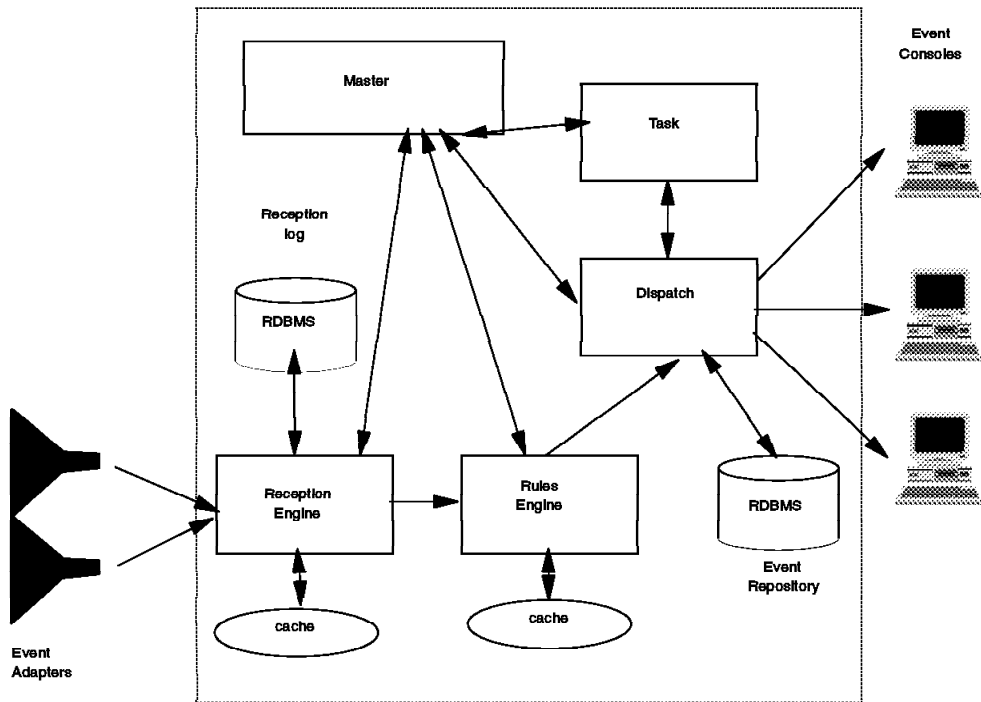 Event
Consoles
Master
Task
Reception
log
RDBMS
Dispatch
Reception
Engine
Rules
Engine
RDBMS
Event
Repository
cache
cache
Event
Adapters